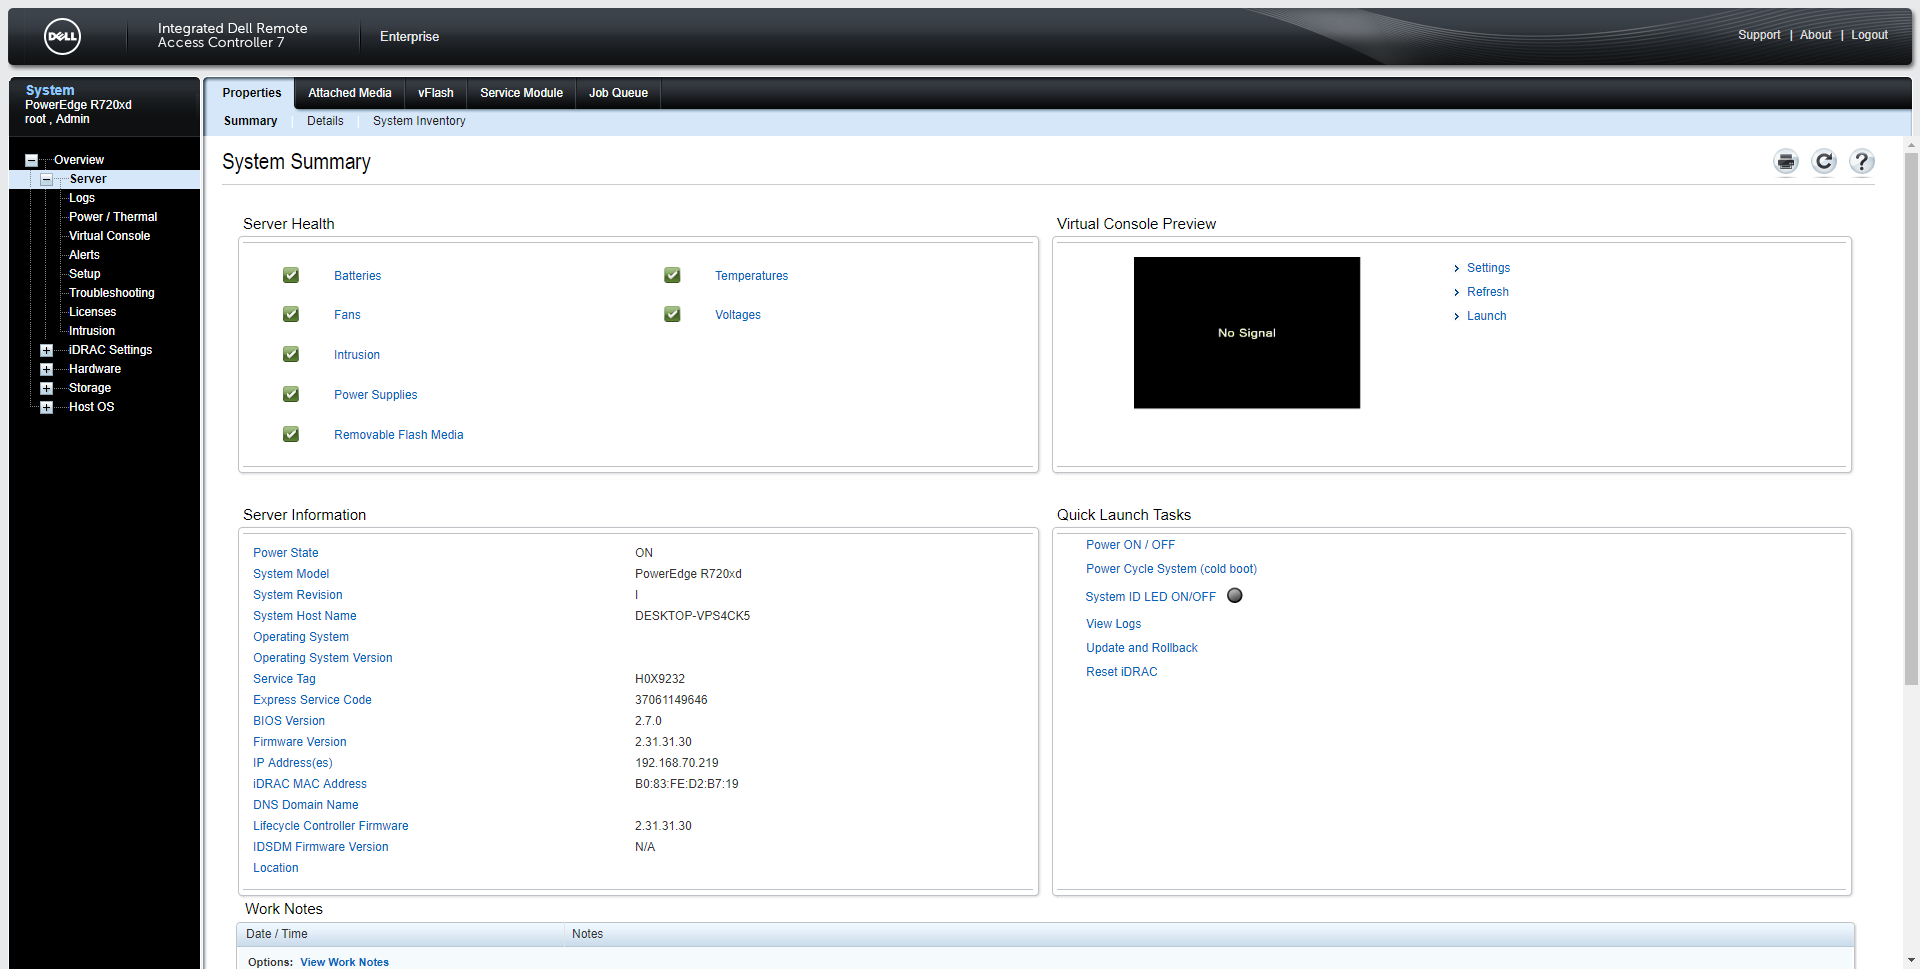 DELL
Integrated Dell Remote
Access Controller 7
Enterprise
Support | About | Logout
System
PowerEdge R720xd
root , Admin
Properties
Attached Media
vFlash
Service Module
Job Queue
Summary
Details
System Inventory
Overview
Server
Logs
Power / Thermal
Virtual Console
Alerts
Setup
Troubleshooting
Licenses
Intrusion
iDRAC Settings
Hardware
Storage
Host OS
System Summary
?
Server Health
Batteries
Temperatures
Fans
Voltages
Intrusion
Power Supplies
Removable Flash Media
Virtual Console Preview
No Signal
Settings
Refresh
Launch
Server Information
Power State ON
System Model PowerEdge R720xd
System Revision I
System Host Name DESKTOP-VPS4CK5
Operating System
Operating System Version
Service Tag H0X9232
Express Service Code 37061149646
BIOS Version 2.7.0
Firmware Version 2.31.31.30
IP Address(es) 192.168.70.219
iDRAC MAC Address B0:83:FE:D2:B7:19
DNS Domain Name
Lifecycle Controller Firmware 2.31.31.30
IDSDM Firmware Version N/A
Location
Quick Launch Tasks
Power ON / OFF
Power Cycle System (cold boot)
System ID LED ON/OFF
View Logs
Update and Rollback
Reset iDRAC
Work Notes
Date / Time Notes
Options: View Work Notes